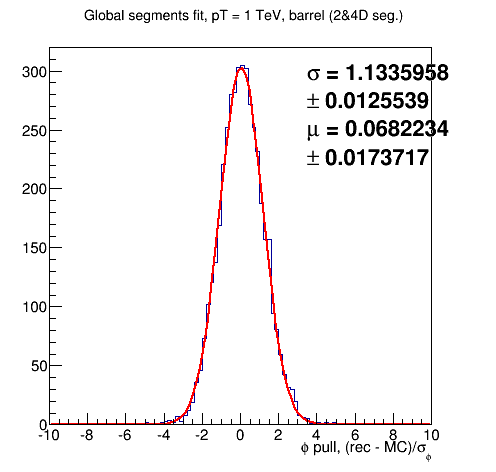 Global segments fit, pT = 1 TeV, barrel (2&4D seg.)
σ = 1.1335958
± 0.0125539
μ = 0.0682234
± 0.0173717
300
250
200
150
100
50
0
-10 -8 -6 -4 -2 0 2 4 6 8 10
ϕ pull, (rec - MC)/σϕ